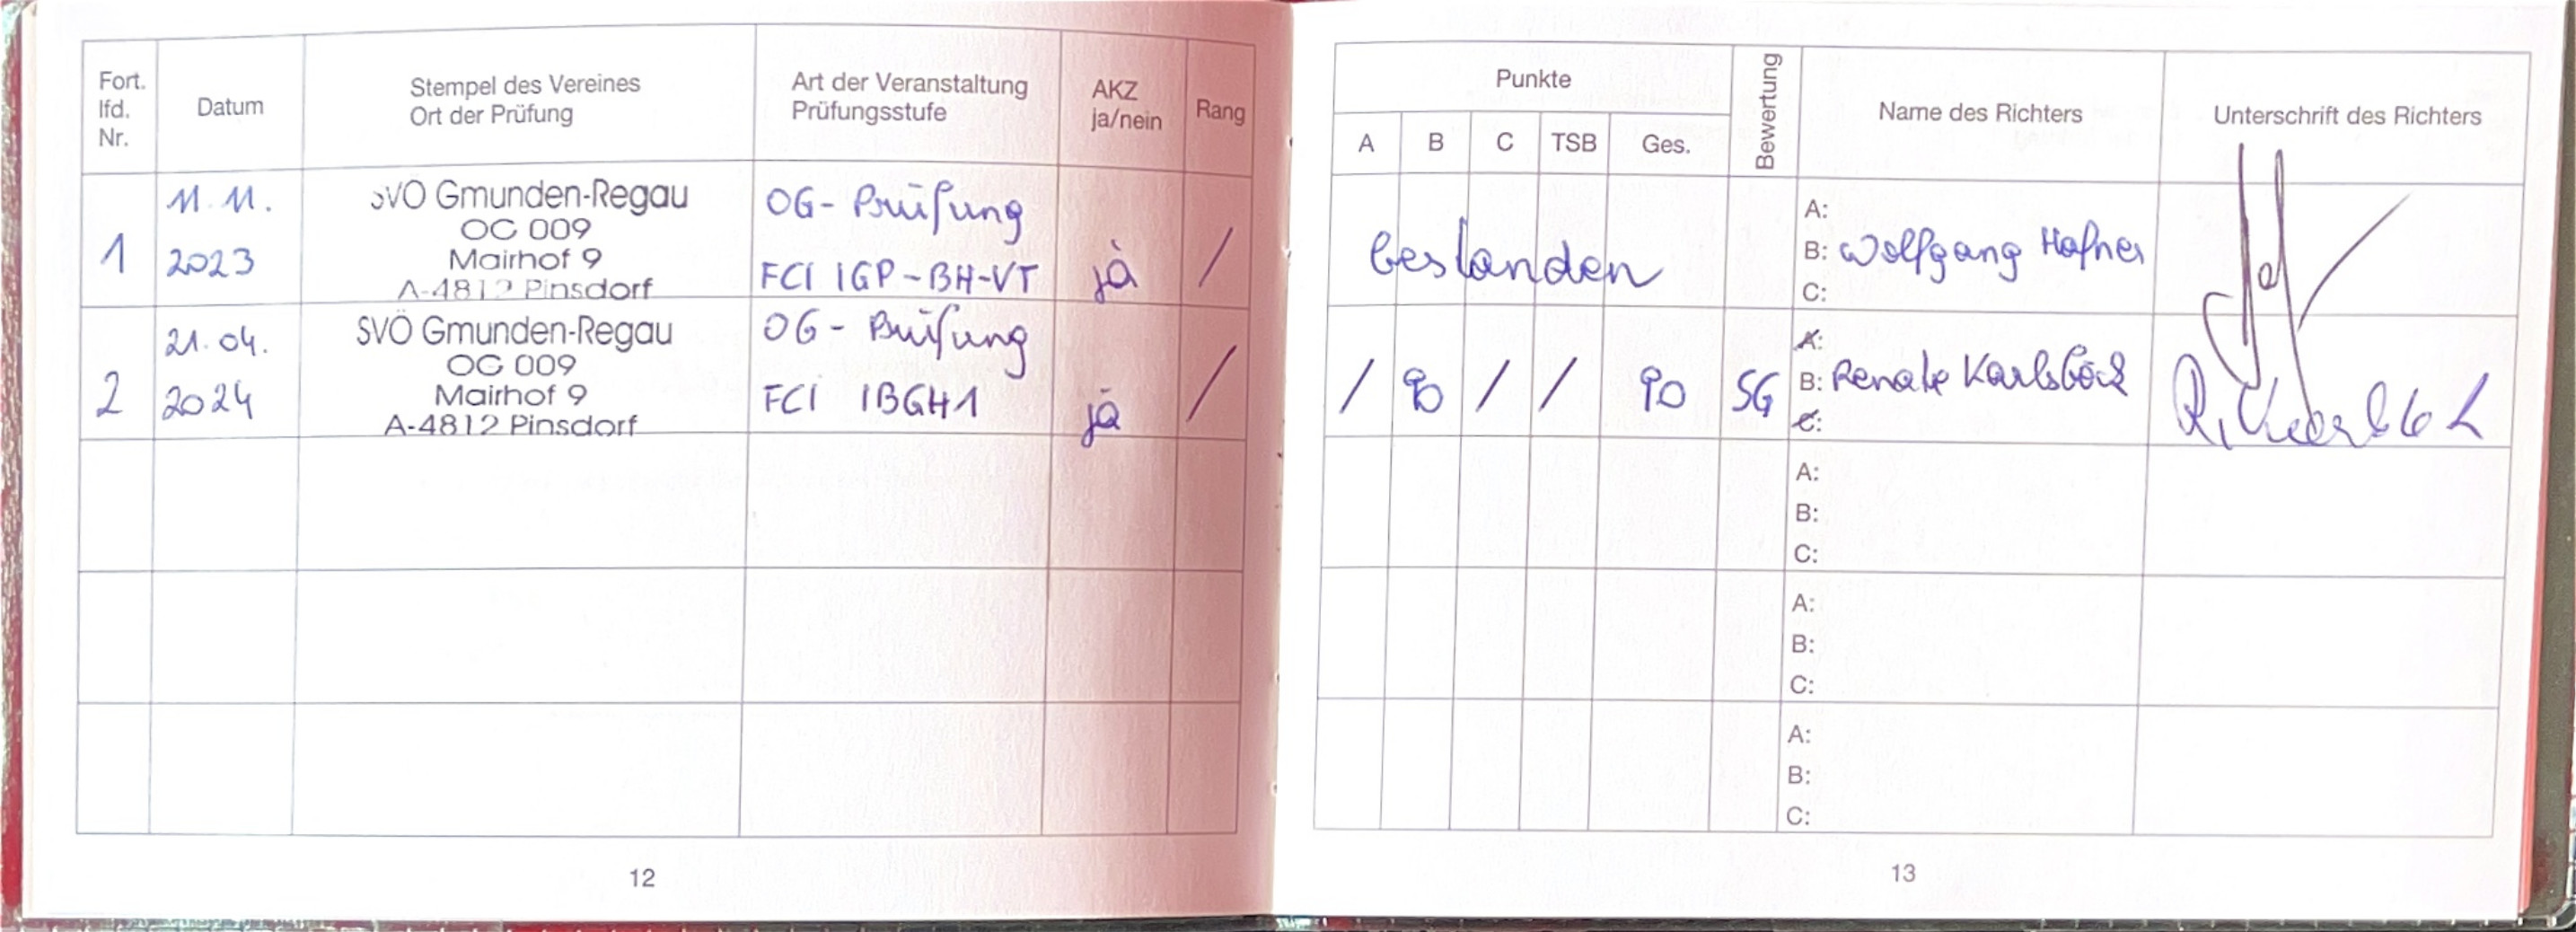 Fort.
lfd.
Nr.
Datum
Stempel des Vereines
Ort der Prüfung
Art der Veranstaltung
Prüfungsstufe
AKZ
ja/nein
Rang
1
11. 11.
2023
SVÖ Gmunden-Regau
OG 009
Mairhof 9
A-4812 Pinsdorf
OG - Prüfung
FCI IGP-BH-VT
ja
/
2
21.04.
2024
SVÖ Gmunden-Regau
OG 009
Mairhof 9
A-4812 Pinsdorf
OG - Prüfung
FCI IBGH1
ja
/
12
Punkte
A B C TSB Ges.
Bewertung
Name des Richters
Unterschrift des Richters
bestanden
A:
B: Wolfgang Hafner
C:
/ 90 / / 90 SG
A:
B: Renate Karlsböck
C:
A:
B:
C:
A:
B:
C:
A:
B:
C:
13